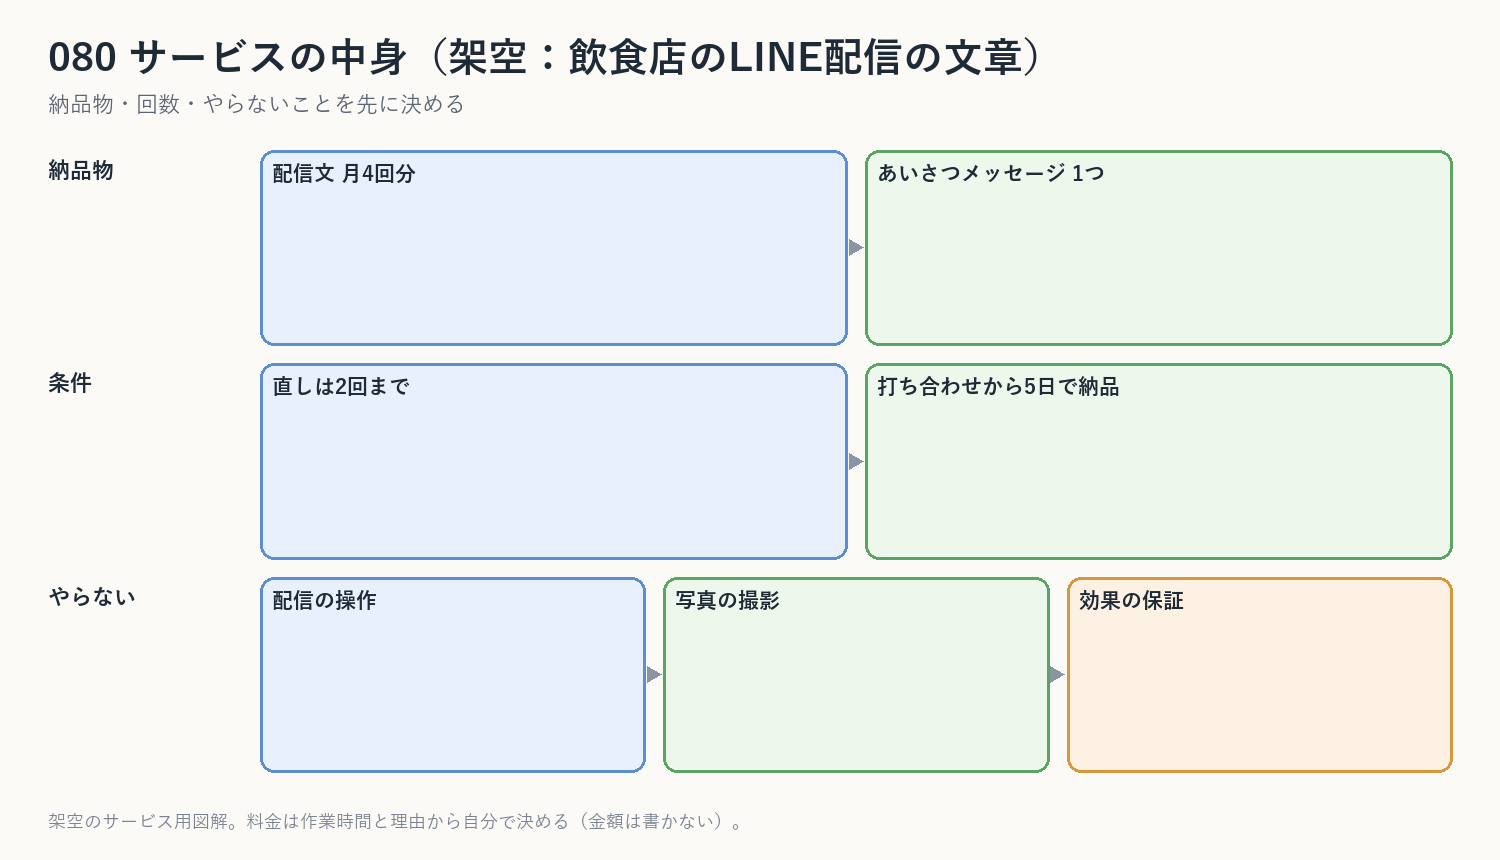 080 サービスの中身（架空：飲食店のLINE配信の文章）
納品物・回数・やらないことを先に決める
納品物
配信文 月4回分
あいさつメッセージ 1つ
条件
直しは2回まで
打ち合わせから5日で納品
やらない
配信の操作
写真の撮影
効果の保証
架空のサービス用図解。料金は作業時間と理由から自分で決める（金額は書かない）。